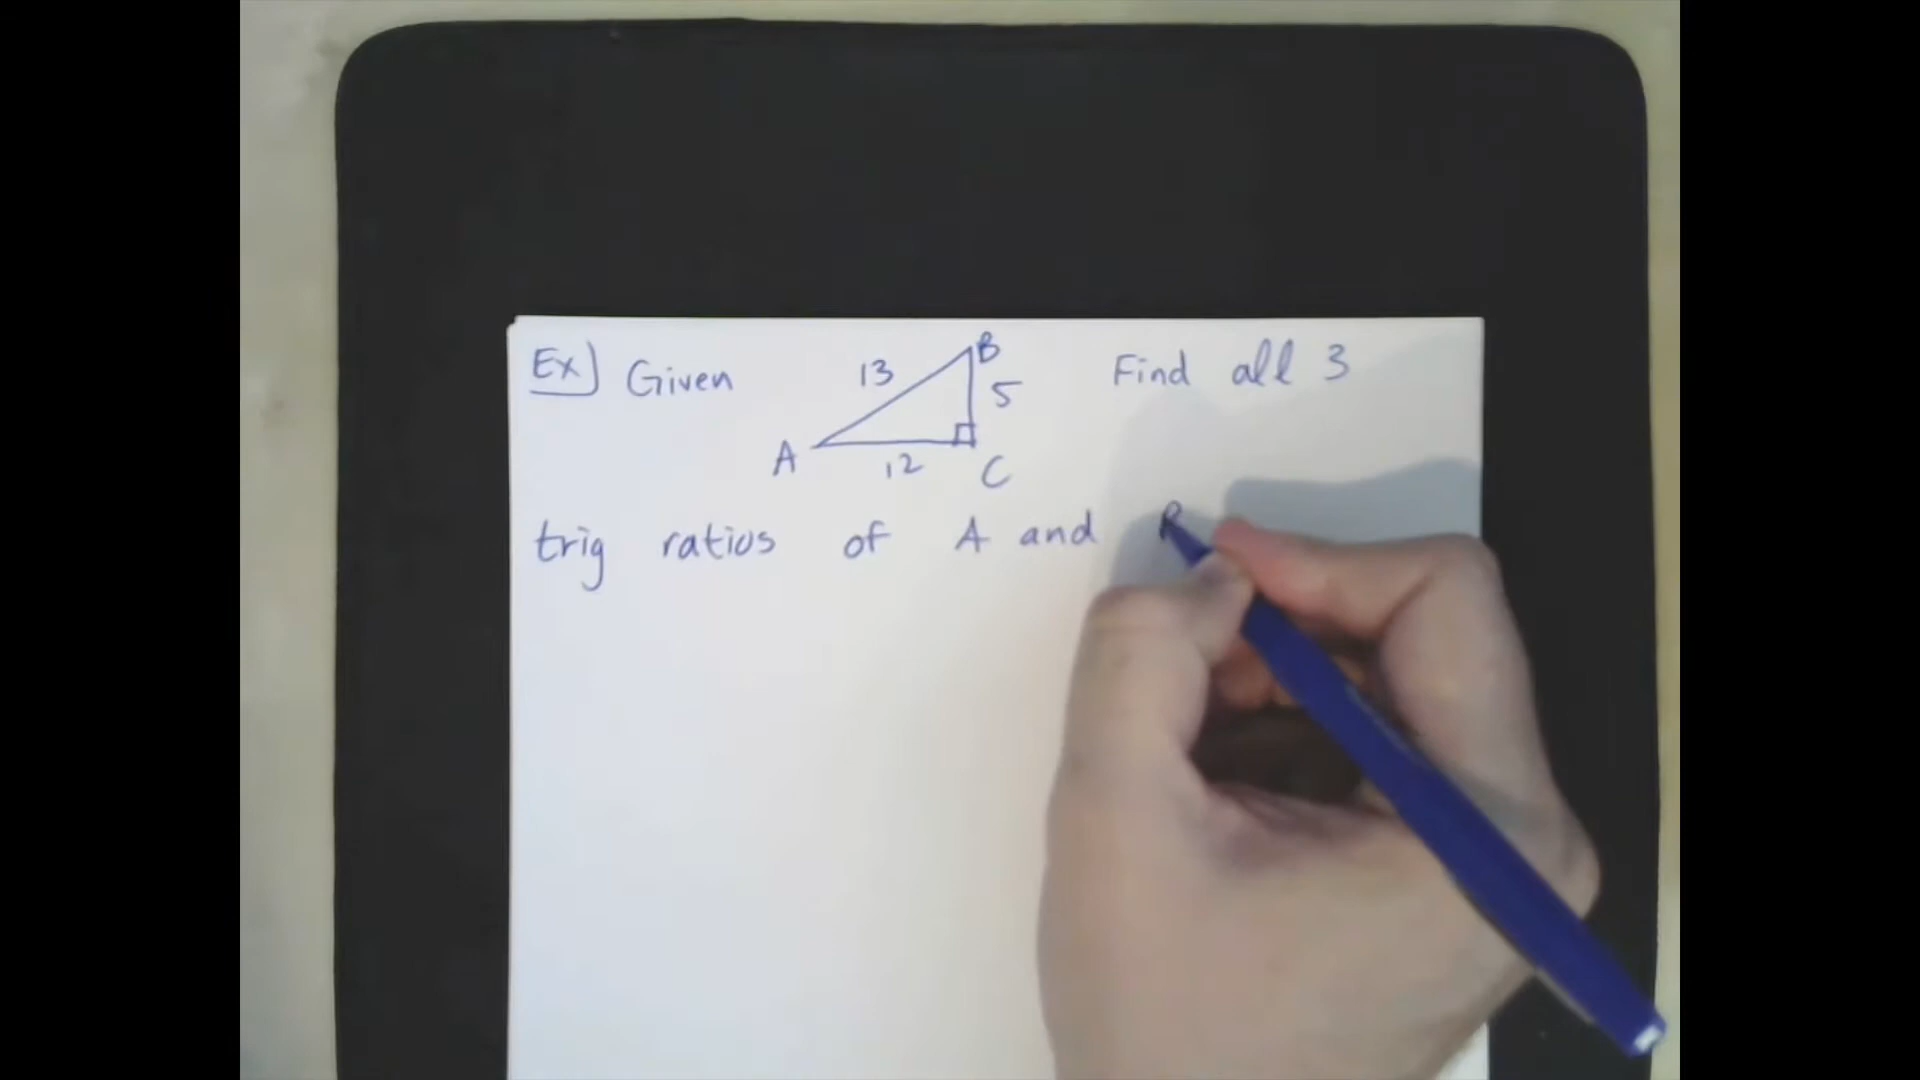 Ex) Given
13
B
5
A
12
C
Find all 3
trig ratios of A and B